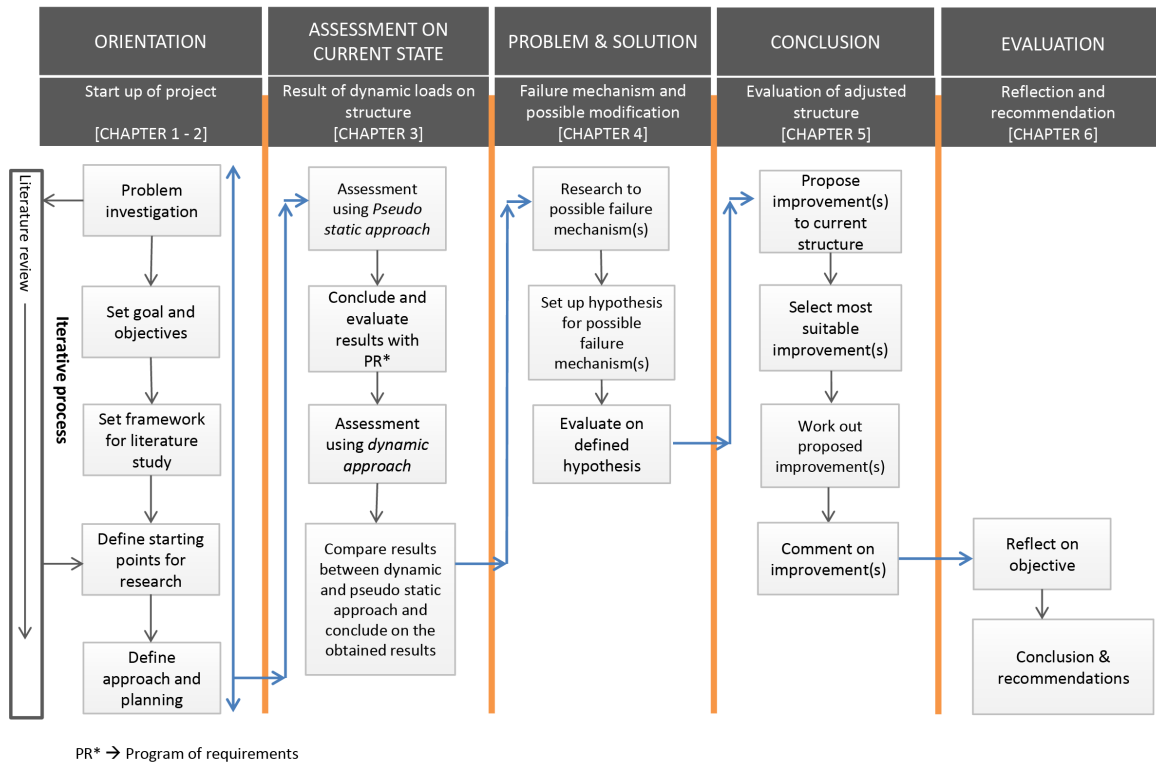 ORIENTATION
ASSESSMENT ON
CURRENT STATE
PROBLEM & SOLUTION
CONCLUSION
EVALUATION
Start up of project
[CHAPTER 1 - 2]
Result of dynamic loads on
structure
[CHAPTER 3]
Failure mechanism and
possible modification
[CHAPTER 4]
Evaluation of adjusted
structure
[CHAPTER 5]
Reflection and
recommendation
[CHAPTER 6]
Literature review
Iterative process
Problem
investigation
Set goal and
objectives
Set framework
for literature
study
Define starting
points for
research
Define
approach and
planning
Assessment
using Pseudo
static approach
Conclude and
evaluate
results with
PR*
Assessment
using dynamic
approach
Compare results
between dynamic
and pseudo static
approach and
conclude on the
obtained results
Research to
possible failure
mechanism(s)
Set up hypothesis
for possible
failure
mechanism(s)
Evaluate on
defined
hypothesis
Propose
improvement(s)
to current
structure
Select most
suitable
improvement(s)
Work out
proposed
improvement(s)
Comment on
improvement(s)
Reflect on
objective
Conclusion &
recommendations
PR* → Program of requirements